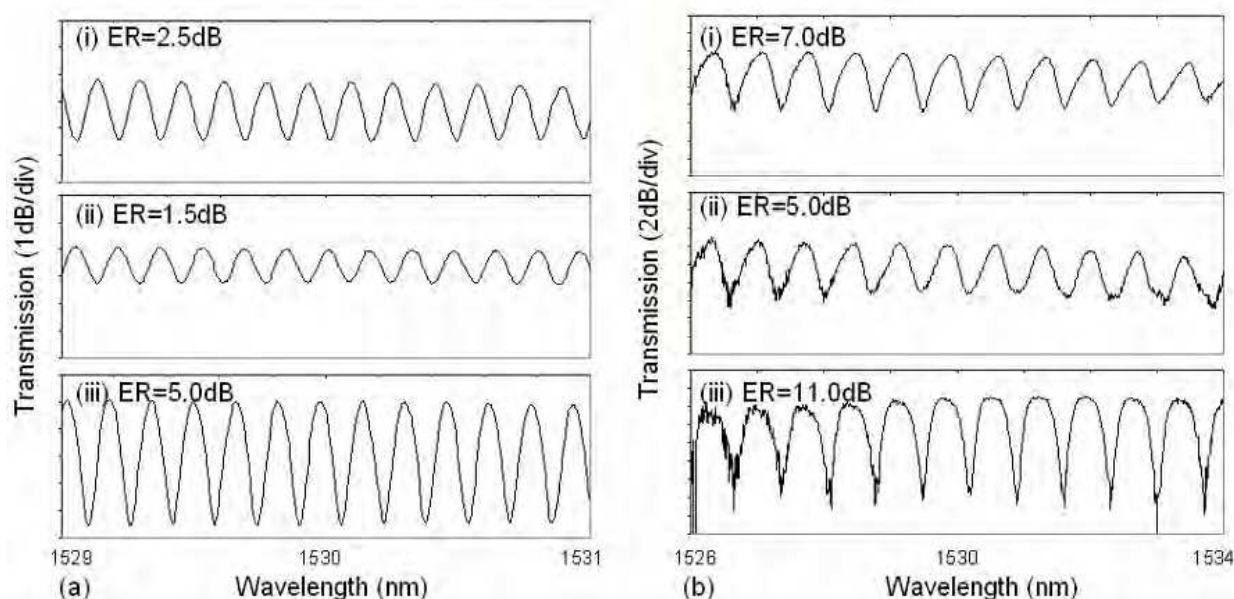 (i) ER=2.5dB
(ii) ER=1.5dB
(iii) ER=5.0dB
Transmission (1dB/div)
1529
1530
1531
(a)
Wavelength (nm)
(i) ER=7.0dB
(ii) ER=5.0dB
(iii) ER=11.0dB
Transmission (2dB/div)
1526
1530
1534
(b)
Wavelength (nm)